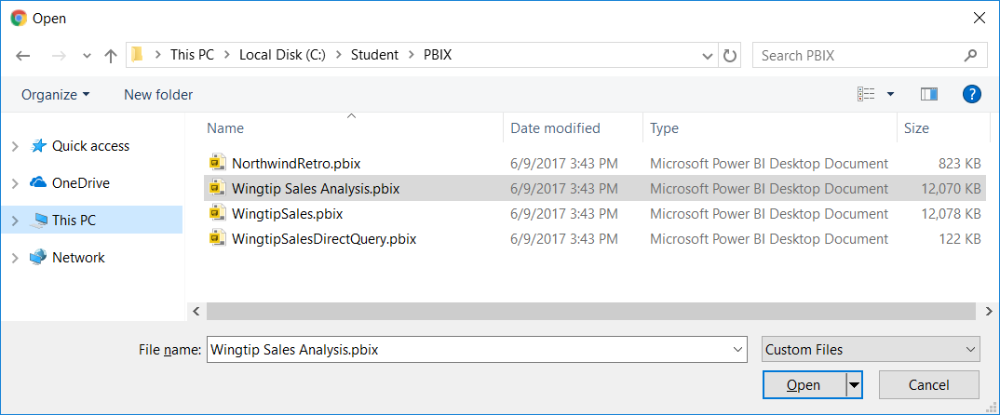 Open
This PC > Local Disk (C:) > Student > PBIX
Search PBIX
Organize
New folder
Quick access
OneDrive
This PC
Network
Name Date modified Type Size
NorthwindRetro.pbix 6/9/2017 3:43 PM Microsoft Power BI Desktop Document 823 KB
Wingtip Sales Analysis.pbix 6/9/2017 3:43 PM Microsoft Power BI Desktop Document 12,070 KB
WingtipSales.pbix 6/9/2017 3:43 PM Microsoft Power BI Desktop Document 12,078 KB
WingtipSalesDirectQuery.pbix 6/9/2017 3:43 PM Microsoft Power BI Desktop Document 122 KB
File name: Wingtip Sales Analysis.pbix
Custom Files
Open
Cancel